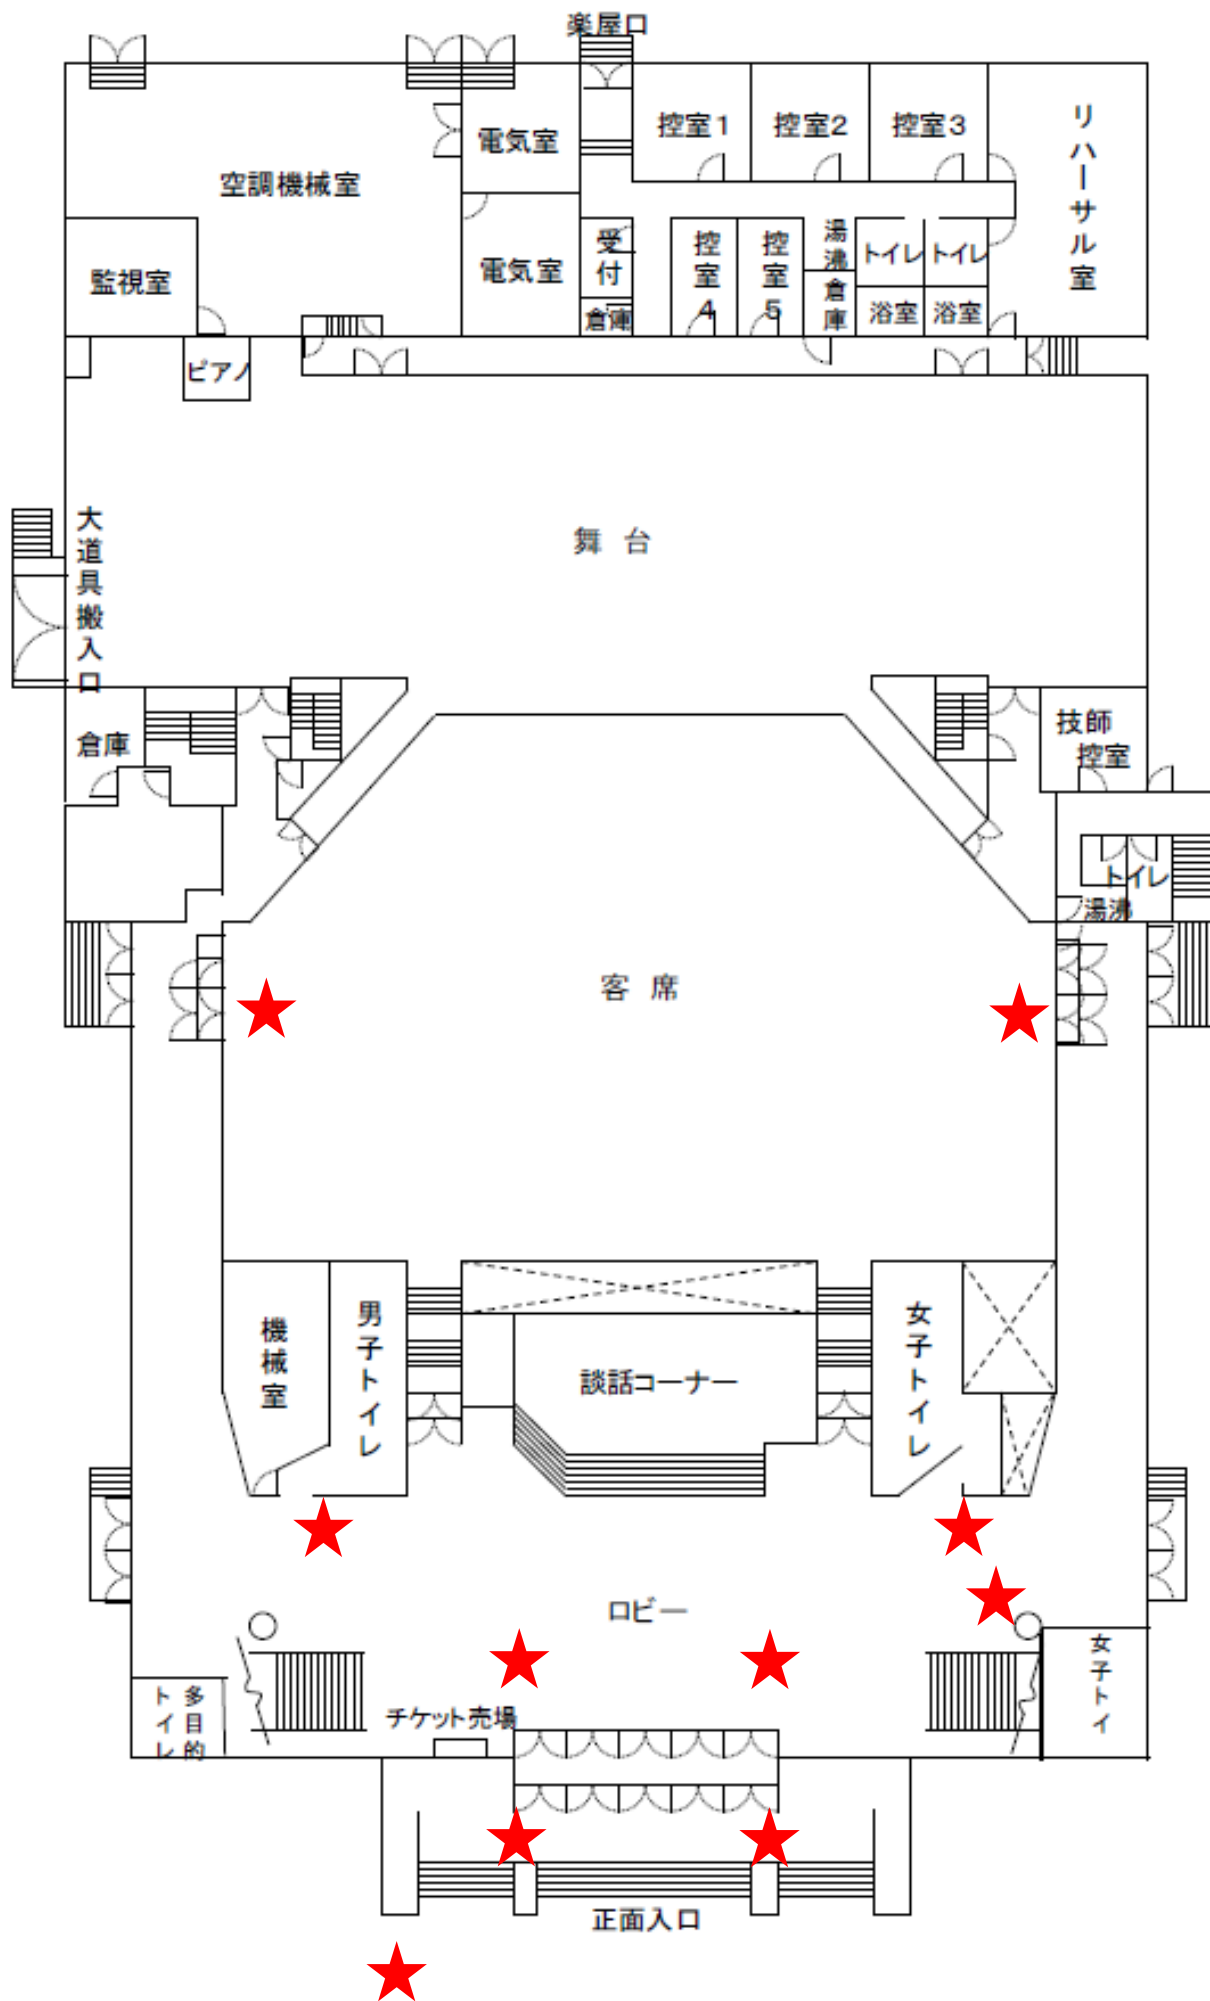 楽屋口
控室1
控室2
控室3
リハーサル室
電気室
空調機械室
受付
控室4
控室5
湯沸
トイレ
トイレ
監視室
電気室
倉庫
倉庫
浴室
浴室
ピアノ
大道具搬入口
舞台
倉庫
技師
控室
トイレ
湯沸
客席
機械室
男子トイレ
談話コーナー
女子トイレ
ロビー
女子トイ
多目的
トイレ
チケット売場
正面入口